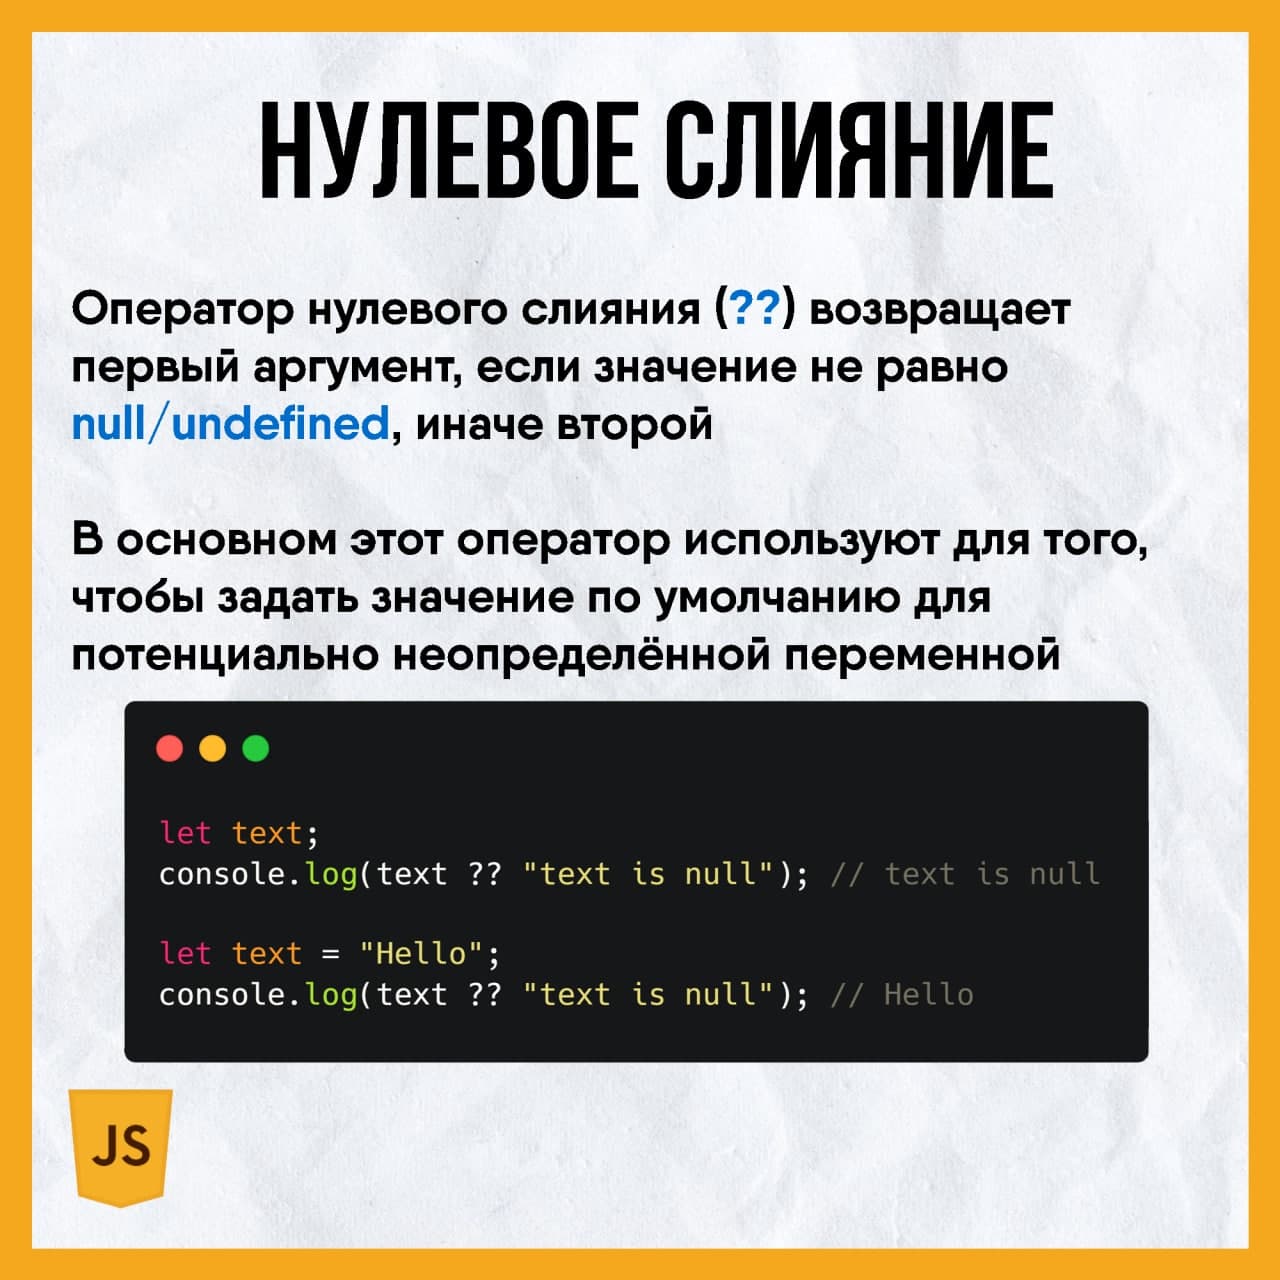 НУЛЕВОЕ СЛИЯНИЕ
Оператор нулевого слияния (??) возвращает
первый аргумент, если значение не равно
null/undefined, иначе второй
В основном этот оператор используют для того,
чтобы задать значение по умолчанию для
потенциально неопределённой переменной
let text;
console.log(text ?? "text is null"); // text is null
let text = "Hello";
console.log(text ?? "text is null"); // Hello
JS